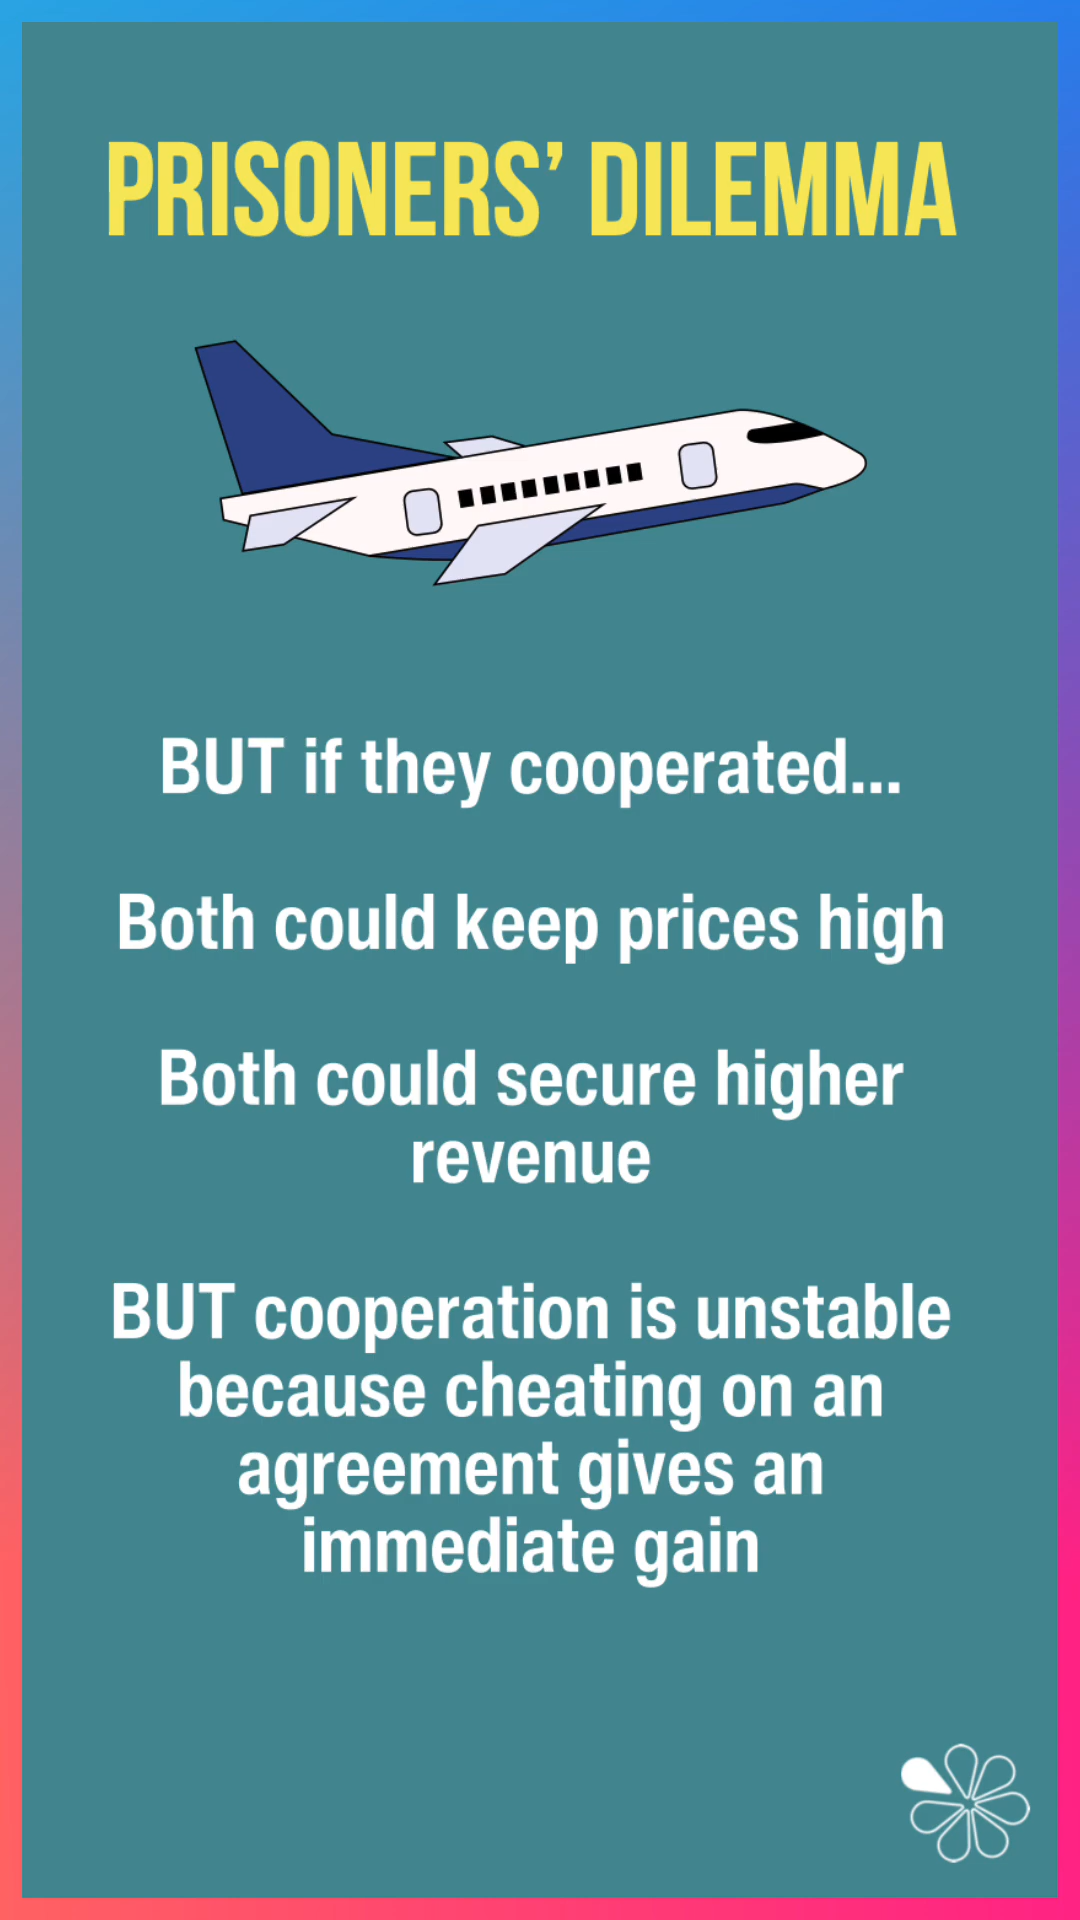 PRISONERS’ DILEMMA
BUT if they cooperated...
Both could keep prices high
Both could secure higher
revenue
BUT cooperation is unstable
because cheating on an
agreement gives an
immediate gain